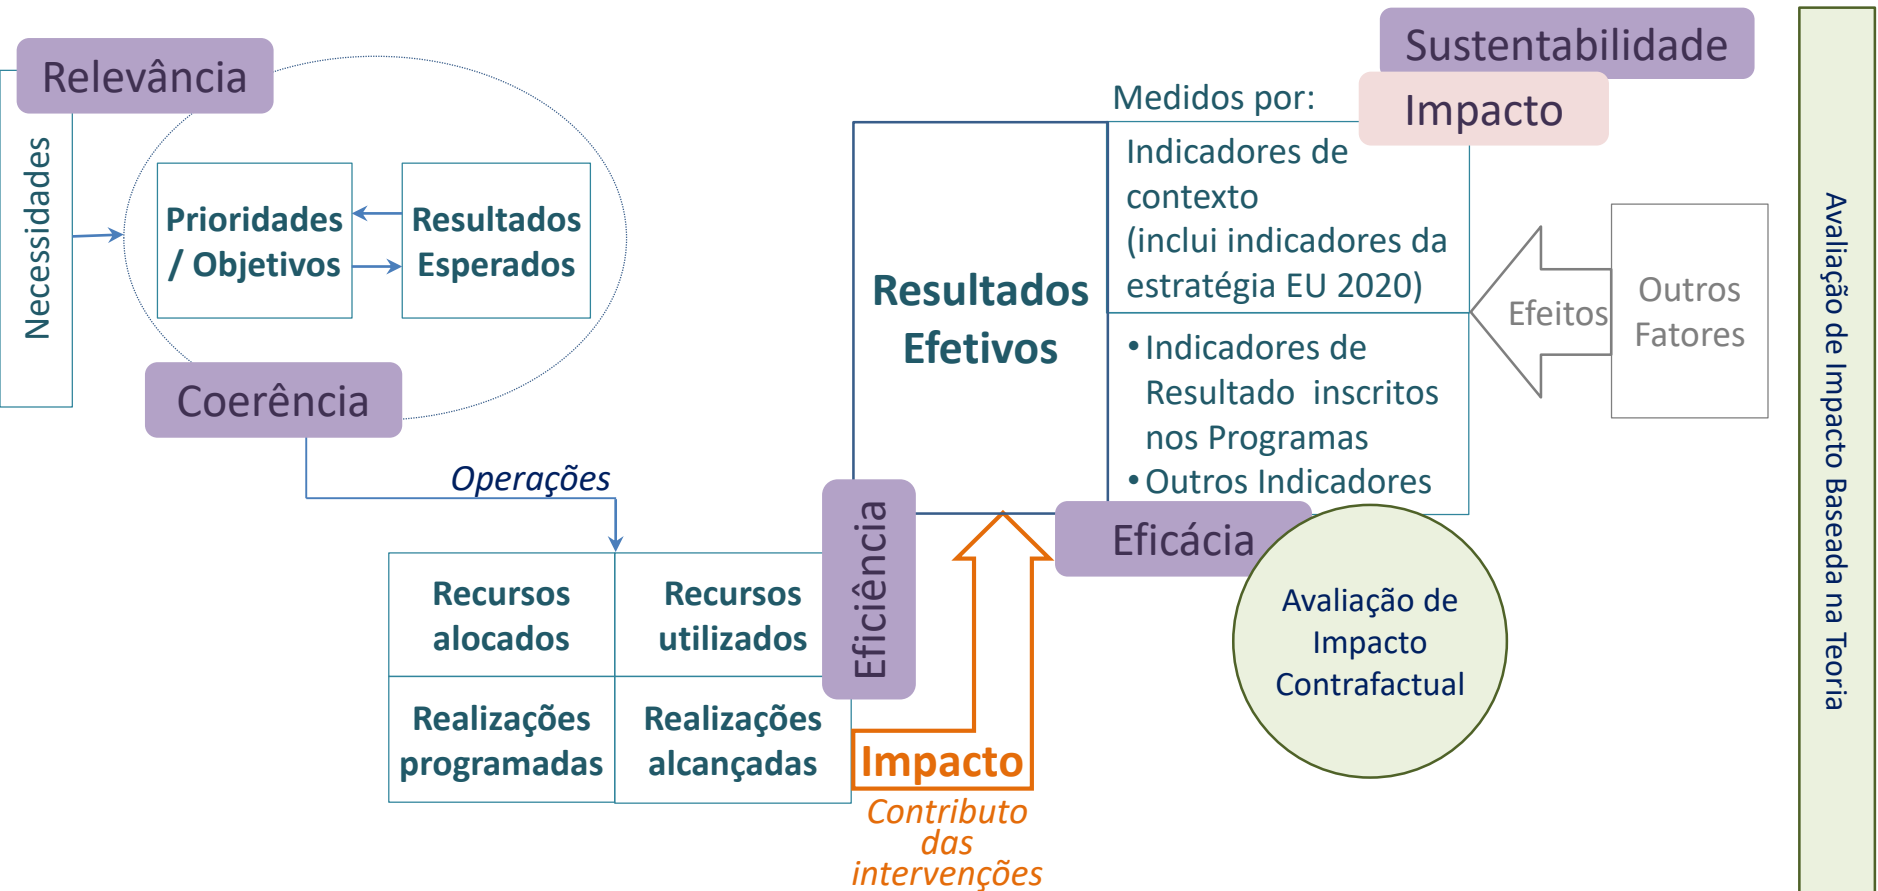 Relevância
Necessidades
Prioridades
/ Objetivos
Resultados
Esperados
Coerência
Operações
Recursos
alocados
Recursos
utilizados
Realizações
programadas
Realizações
alcançadas
Eficiência
Impacto
Contributo
das
intervenções
Resultados
Efetivos
Medidos por:
Indicadores de
contexto
(inclui indicadores da
estratégia EU 2020)
• Indicadores de
Resultado inscritos
nos Programas
• Outros Indicadores
Eficácia
Sustentabilidade
Impacto
Efeitos
Outros
Fatores
Avaliação de
Impacto
Contrafactual
Avaliação de Impacto Baseada na Teoria